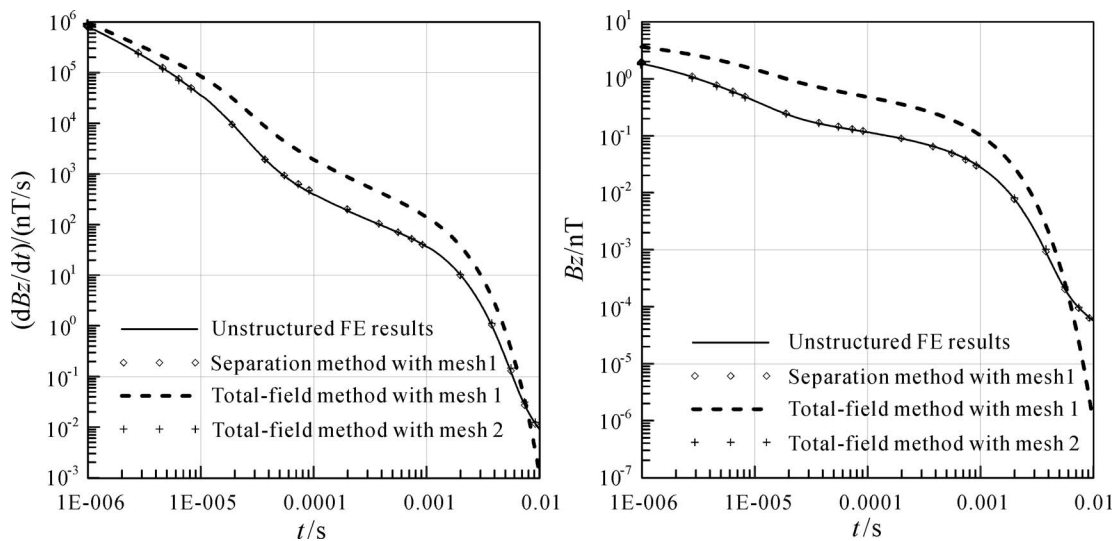 10^6
10^5
10^4
10^3
10^2
10^1
10^0
10^-1
10^-2
10^-3
(dBz/dt)/(nT/s)
Unstructured FE results
Separation method with mesh1
Total-field method with mesh 1
Total-field method with mesh 2
1E-006 1E-005 0.0001 0.001 0.01
t/s
10^2
10^1
10^0
10^-1
10^-2
10^-3
10^-4
10^-5
10^-6
10^-7
Bz/nT
Unstructured FE results
Separation method with mesh1
Total-field method with mesh 1
Total-field method with mesh 2
1E-006 1E-005 0.0001 0.001 0.01
t/s